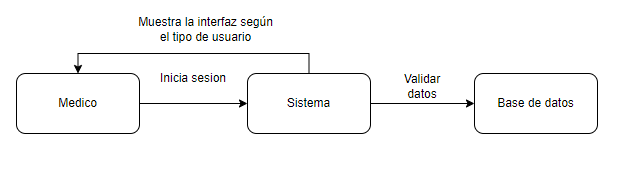 Muestra la interfaz según
el tipo de usuario
Inicia sesion
Validar
datos
Medico
Sistema
Base de datos